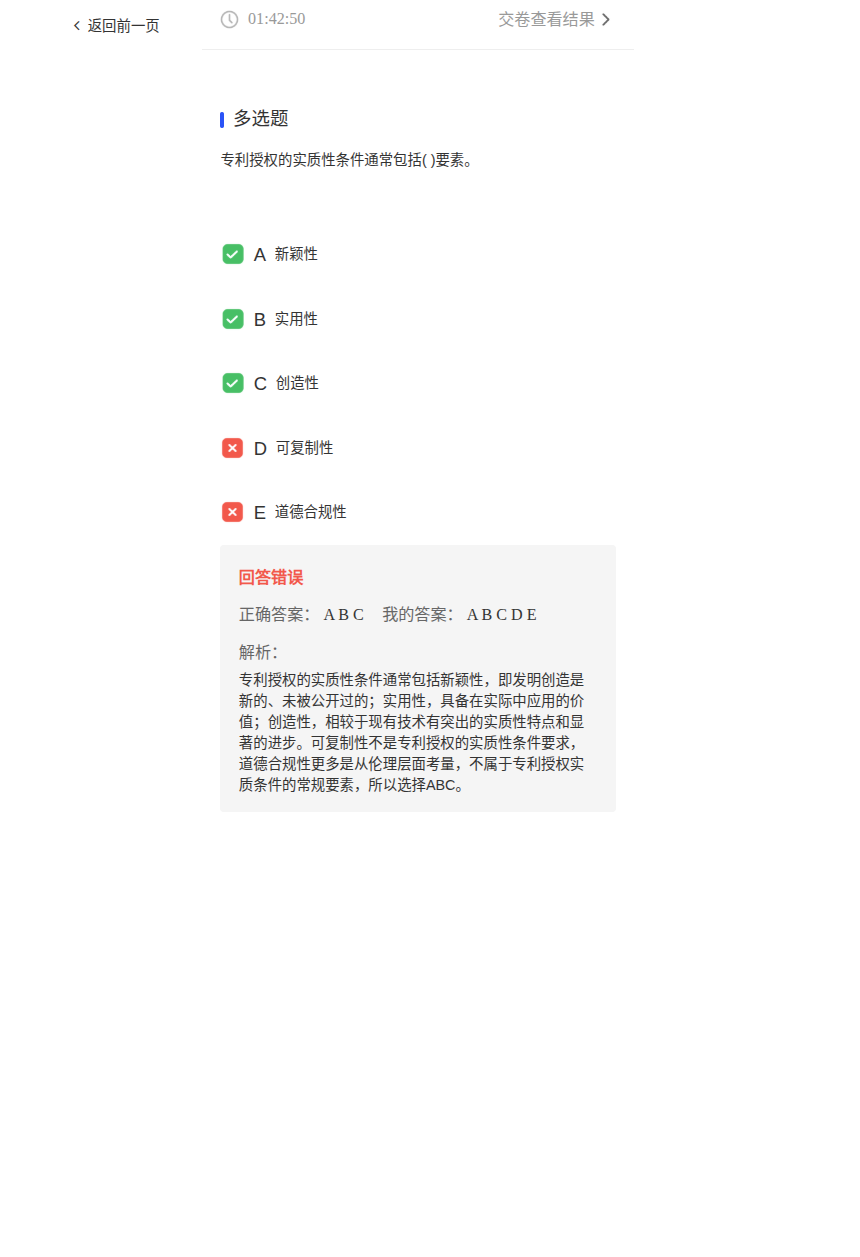 返回前一页
01:42:50
交卷查看结果
多选题
专利授权的实质性条件通常包括( )要素。
A 新颖性
B 实用性
C 创造性
D 可复制性
E 道德合规性
回答错误
正确答案： A B C 我的答案： A B C D E
解析：
专利授权的实质性条件通常包括新颖性，即发明创造是
新的、未被公开过的；实用性，具备在实际中应用的价
值；创造性，相较于现有技术有突出的实质性特点和显
著的进步。可复制性不是专利授权的实质性条件要求，
道德合规性更多是从伦理层面考量，不属于专利授权实
质条件的常规要素，所以选择ABC。